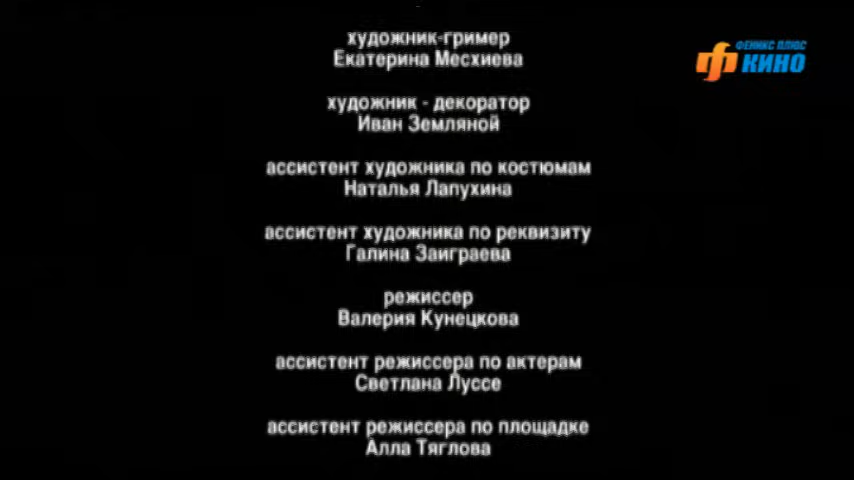 художник-гример
Екатерина Месхиева
ФЕНИКС ПЛЮС
КИНО
художник - декоратор
Иван Земляной
ассистент художника по костюмам
Наталья Лапухина
ассистент художника по реквизиту
Галина Заиграева
режиссер
Валерия Кунецкова
ассистент режиссера по актерам
Светлана Луссе
ассистент режиссера по площадке
Алла Тяглова